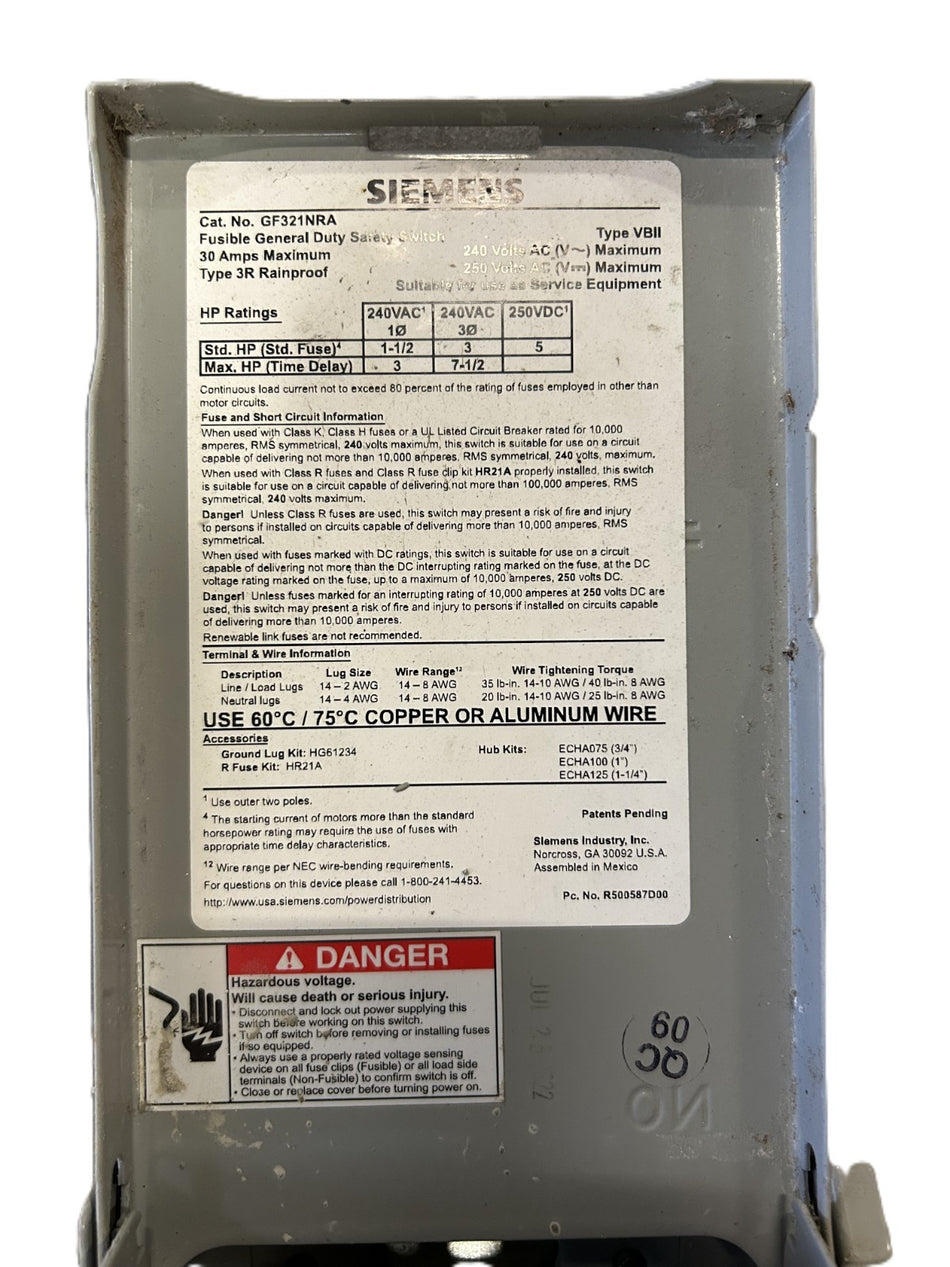 SIEMENS
Cat. No. GF321NRA
Fusible General Duty Safety Switch
30 Amps Maximum
Type 3R Rainproof
Type VBII
240 Volts AC (V~) Maximum
250 Volts AC (V⎓) Maximum
Suitable for use as Service Equipment
HP Ratings 240VAC¹ 240VAC 250VDC¹
1Ø 3Ø
Std. HP (Std. Fuse)⁴ 1-1/2 3 5
Max. HP (Time Delay) 3 7-1/2
Continuous load current not to exceed 80 percent of the rating of fuses employed in other than
motor circuits.
Fuse and Short Circuit Information
When used with Class K, Class H fuses or a UL Listed Circuit Breaker rated for 10,000
amperes, RMS symmetrical, 240 volts maximum, this switch is suitable for use on a circuit
capable of delivering not more than 10,000 amperes, RMS symmetrical, 240 volts, maximum.
When used with Class R fuses and Class R fuse clip kit HR21A properly installed, this switch
is suitable for use on a circuit capable of delivering not more than 100,000 amperes, RMS
symmetrical, 240 volts maximum.
Danger! Unless Class R fuses are used, this switch may present a risk of fire and injury
to persons if installed on circuits capable of delivering more than 10,000 amperes, RMS
symmetrical.
When used with fuses marked with DC ratings, this switch is suitable for use on a circuit
capable of delivering not more than the DC interrupting rating marked on the fuse, at the DC
voltage rating marked on the fuse, up to a maximum of 10,000 amperes, 250 volts DC.
Danger! Unless fuses marked for an interrupting rating of 10,000 amperes at 250 volts DC are
used, this switch may present a risk of fire and injury to persons if installed on circuits capable
of delivering more than 10,000 amperes.
Renewable link fuses are not recommended.
Terminal & Wire Information
Description Lug Size Wire Range¹² Wire Tightening Torque
Line / Load Lugs 14 – 2 AWG 14 – 8 AWG 35 lb-in. 14-10 AWG / 40 lb-in. 8 AWG
Neutral lugs 14 – 4 AWG 14 – 8 AWG 20 lb-in. 14-10 AWG / 25 lb-in. 8 AWG
USE 60°C / 75°C COPPER OR ALUMINUM WIRE
Accessories
Ground Lug Kit: HG61234
R Fuse Kit: HR21A
Hub Kits: ECHA075 (3/4")
ECHA100 (1")
ECHA125 (1-1/4")
¹ Use outer two poles.
⁴ The starting current of motors more than the standard
horsepower rating may require the use of fuses with
appropriate time delay characteristics.
¹² Wire range per NEC wire-bending requirements.
For questions on this device please call 1-800-241-4453.
http://www.usa.siemens.com/powerdistribution
Patents Pending
Siemens Industry, Inc.
Norcross, GA 30092 U.S.A.
Assembled in Mexico
Pc. No. R500587D00
DANGER
Hazardous voltage.
Will cause death or serious injury.
• Disconnect and lock out power supplying this
switch before working on this switch.
• Turn off switch before removing or installing fuses
if so equipped.
• Always use a properly rated voltage sensing
device on all fuse clips (Fusible) or all load side
terminals (Non-Fusible) to confirm switch is off.
• Close or replace cover before turning power on.
QC
60
NO